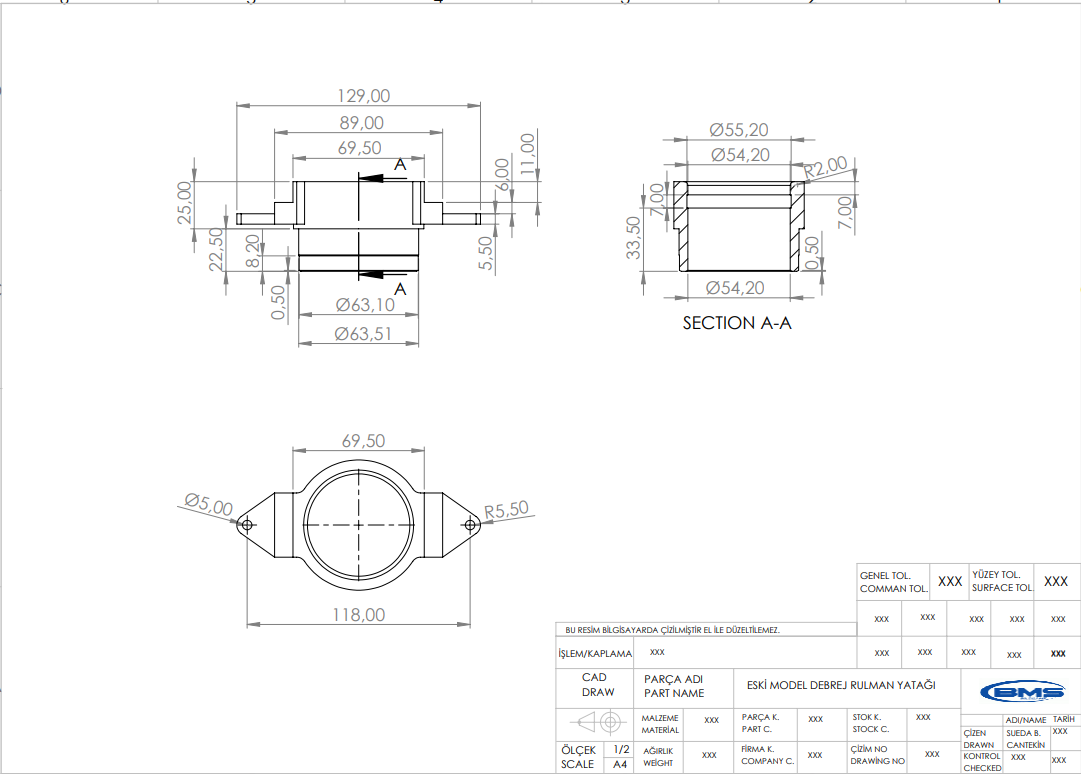 129,00
89,00
69,50
A
11,00
6,00
25,00
22,50
8,20
0,50
5,50
A
Ø63,10
Ø63,51
Ø55,20
Ø54,20
R2,00
7,00
7,00
33,50
0,50
Ø54,20
SECTION A-A
69,50
Ø5,00
R5,50
118,00
GENEL TOL.
COMMAN TOL.
XXX
YÜZEY TOL.
SURFACE TOL.
XXX
XXX XXX XXX XXX XXX
BU RESİM BİLGİSAYARDA ÇİZİLMİŞTİR EL İLE DÜZELTİLEMEZ.
İŞLEM/KAPLAMA XXX
XXX XXX XXX XXX XXX
CAD
DRAW
PARÇA ADI
PART NAME
ESKİ MODEL DEBREJ RULMAN YATAĞI
BMS
MALZEME
MATERIAL
XXX
PARÇA K.
PART C.
XXX
STOK K.
STOCK C.
XXX
ADI/NAME TARİH
ÇİZEN
DRAWN
SUEDA B.
CANTEKİN
XXX
ÖLÇEK
SCALE
1/2
A4
AĞIRLIK
WEIGHT
XXX
FİRMA K.
COMPANY C.
XXX
ÇİZİM NO
DRAWING NO
XXX
KONTROL
CHECKED
XXX
XXX